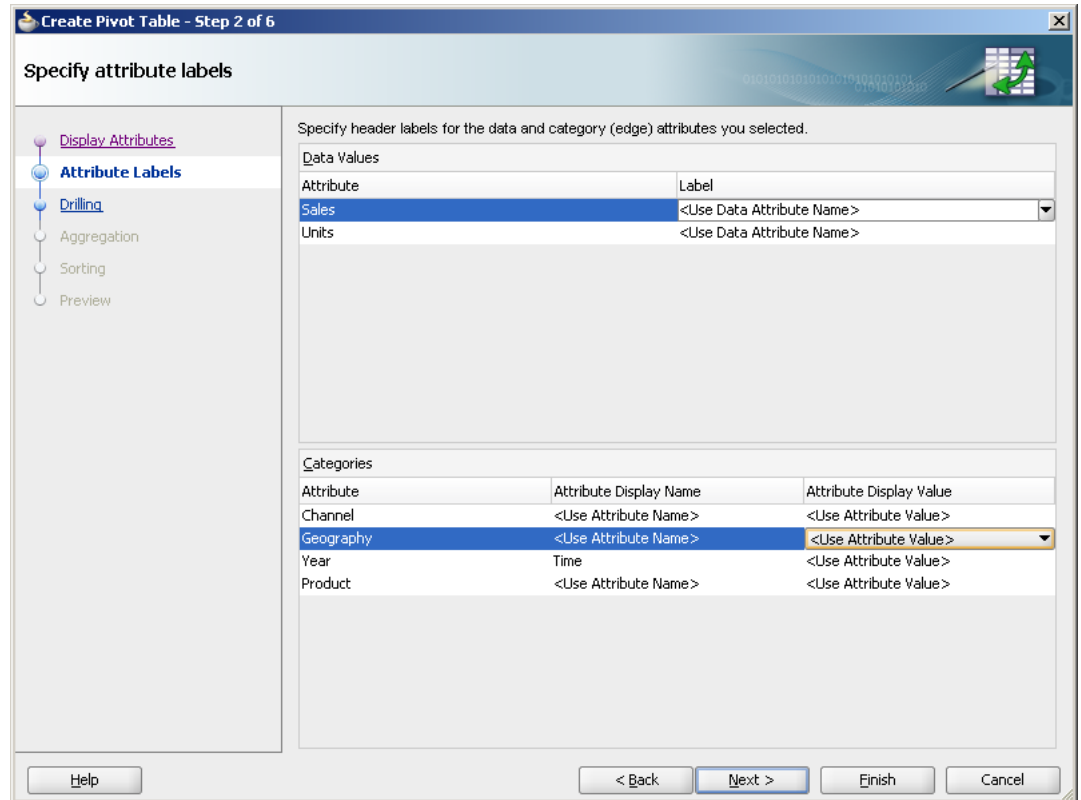 Create Pivot Table - Step 2 of 6
Specify attribute labels
Display Attributes
Attribute Labels
Drilling
Aggregation
Sorting
Preview
Specify header labels for the data and category (edge) attributes you selected.
Data Values
Attribute Label
Sales <Use Data Attribute Name>
Units <Use Data Attribute Name>
Categories
Attribute Attribute Display Name Attribute Display Value
Channel <Use Attribute Name> <Use Attribute Value>
Geography <Use Attribute Name> <Use Attribute Value>
Year Time <Use Attribute Value>
Product <Use Attribute Name> <Use Attribute Value>
Help < Back Next > Finish Cancel